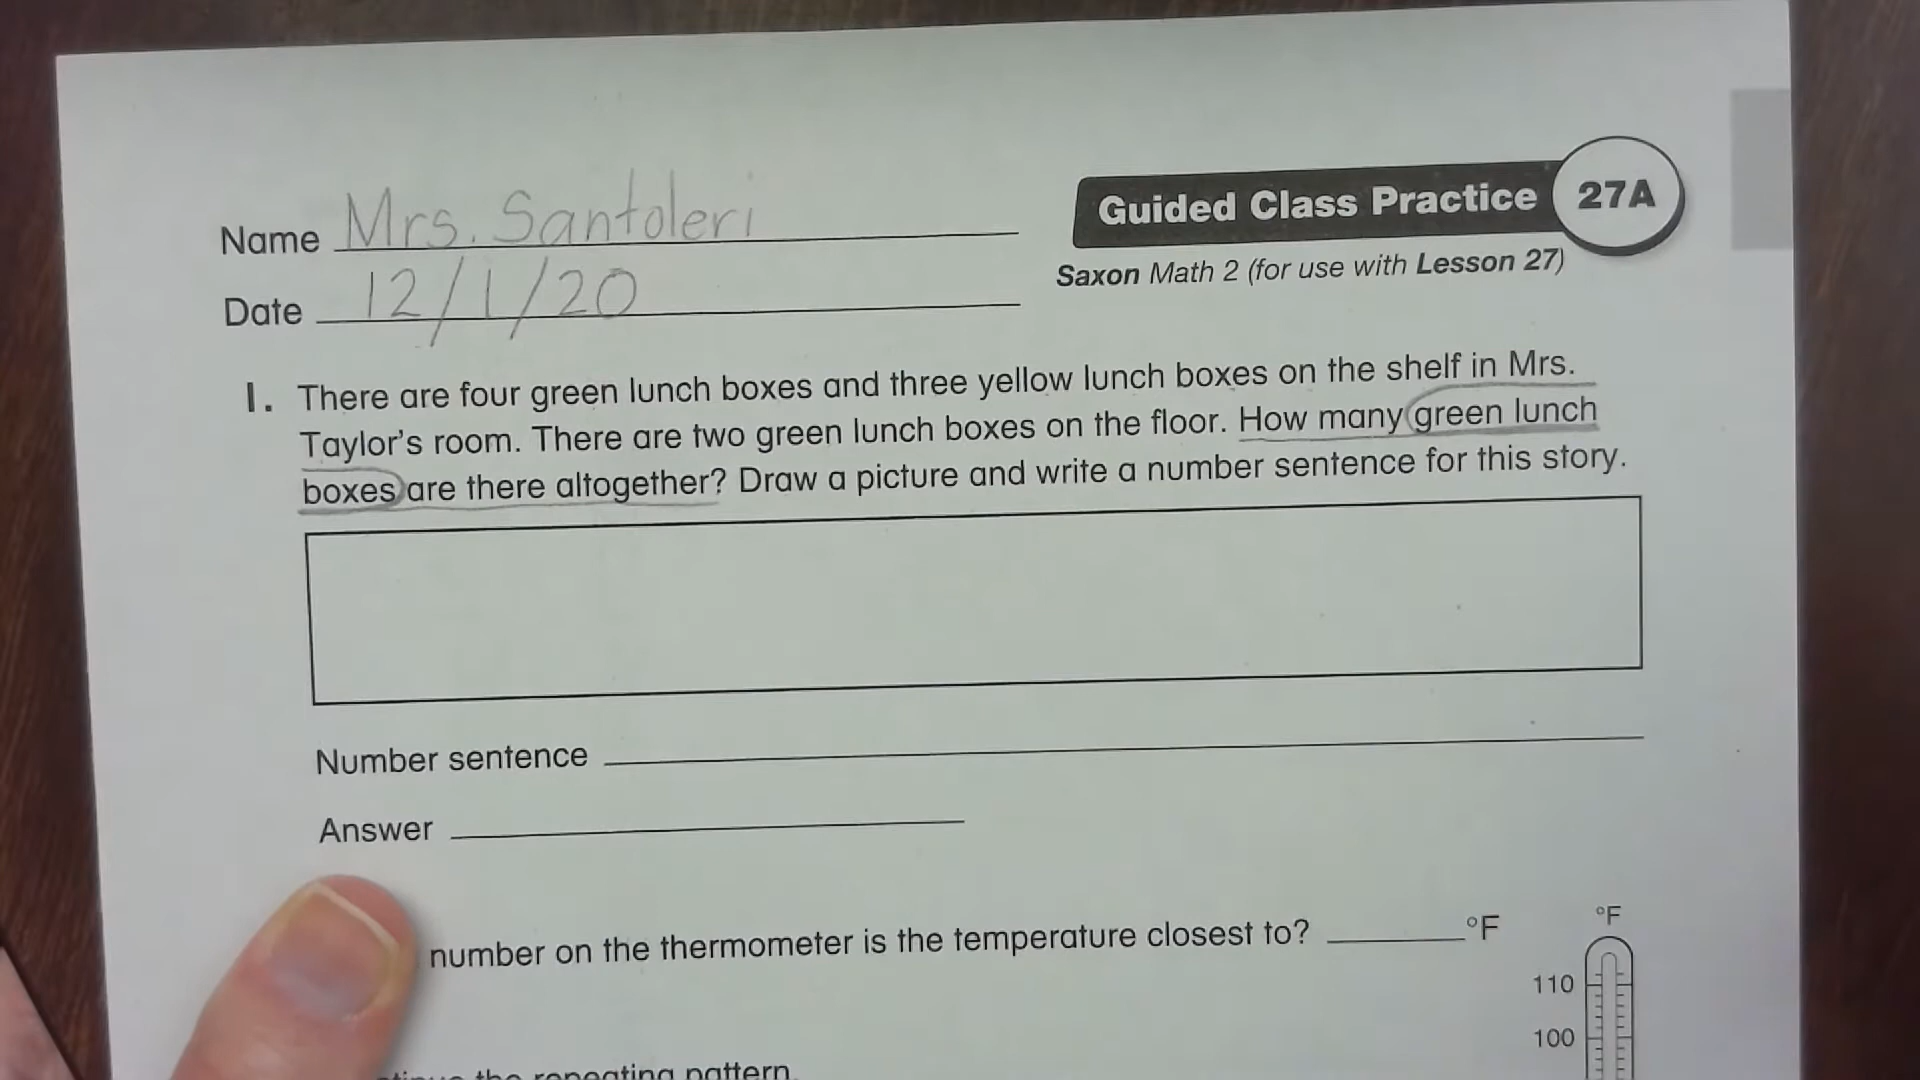 Name Mrs. Santoleri
Date 12/1/20
Guided Class Practice 27A
Saxon Math 2 (for use with Lesson 27)
1. There are four green lunch boxes and three yellow lunch boxes on the shelf in Mrs.
Taylor's room. There are two green lunch boxes on the floor. How many green lunch
boxes are there altogether? Draw a picture and write a number sentence for this story.
Number sentence
Answer
number on the thermometer is the temperature closest to? °F
°F
110
100
the repeating pattern.